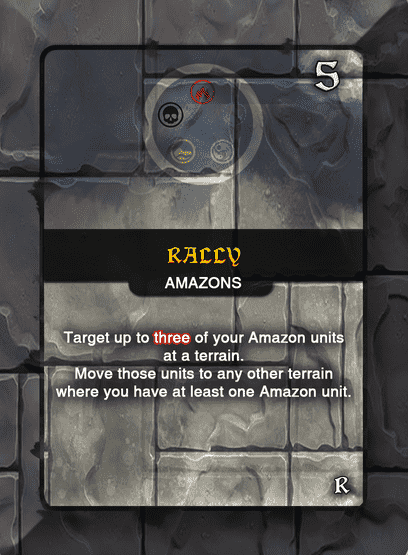 5
RALLY
AMAZONS
Target up to three of your Amazon units
at a terrain.
Move those units to any other terrain
where you have at least one Amazon unit.
R